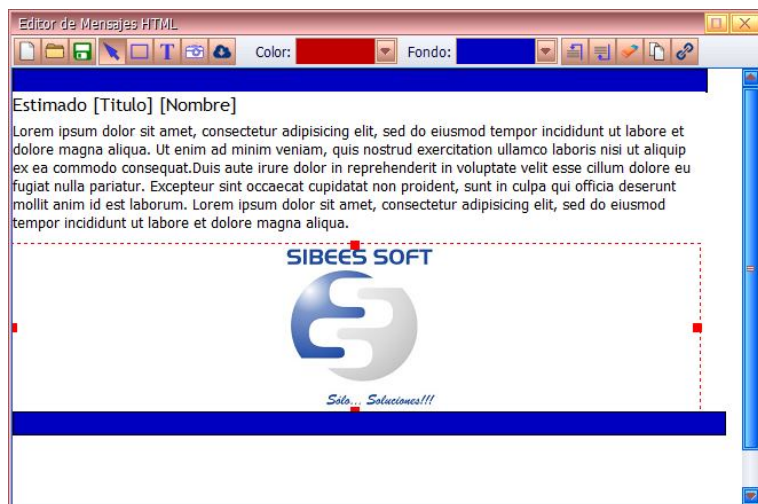 Editor de Mensajes HTML
T Color: Fondo:
Estimado [Titulo] [Nombre]
Lorem ipsum dolor sit amet, consectetur adipisicing elit, sed do eiusmod tempor incididunt ut labore et
dolore magna aliqua. Ut enim ad minim veniam, quis nostrud exercitation ullamco laboris nisi ut aliquip
ex ea commodo consequat.Duis aute irure dolor in reprehenderit in voluptate velit esse cillum dolore eu
fugiat nulla pariatur. Excepteur sint occaecat cupidatat non proident, sunt in culpa qui officia deserunt
mollit anim id est laborum. Lorem ipsum dolor sit amet, consectetur adipisicing elit, sed do eiusmod
tempor incididunt ut labore et dolore magna aliqua.
SIBEES SOFT
Sólo... Soluciones!!!